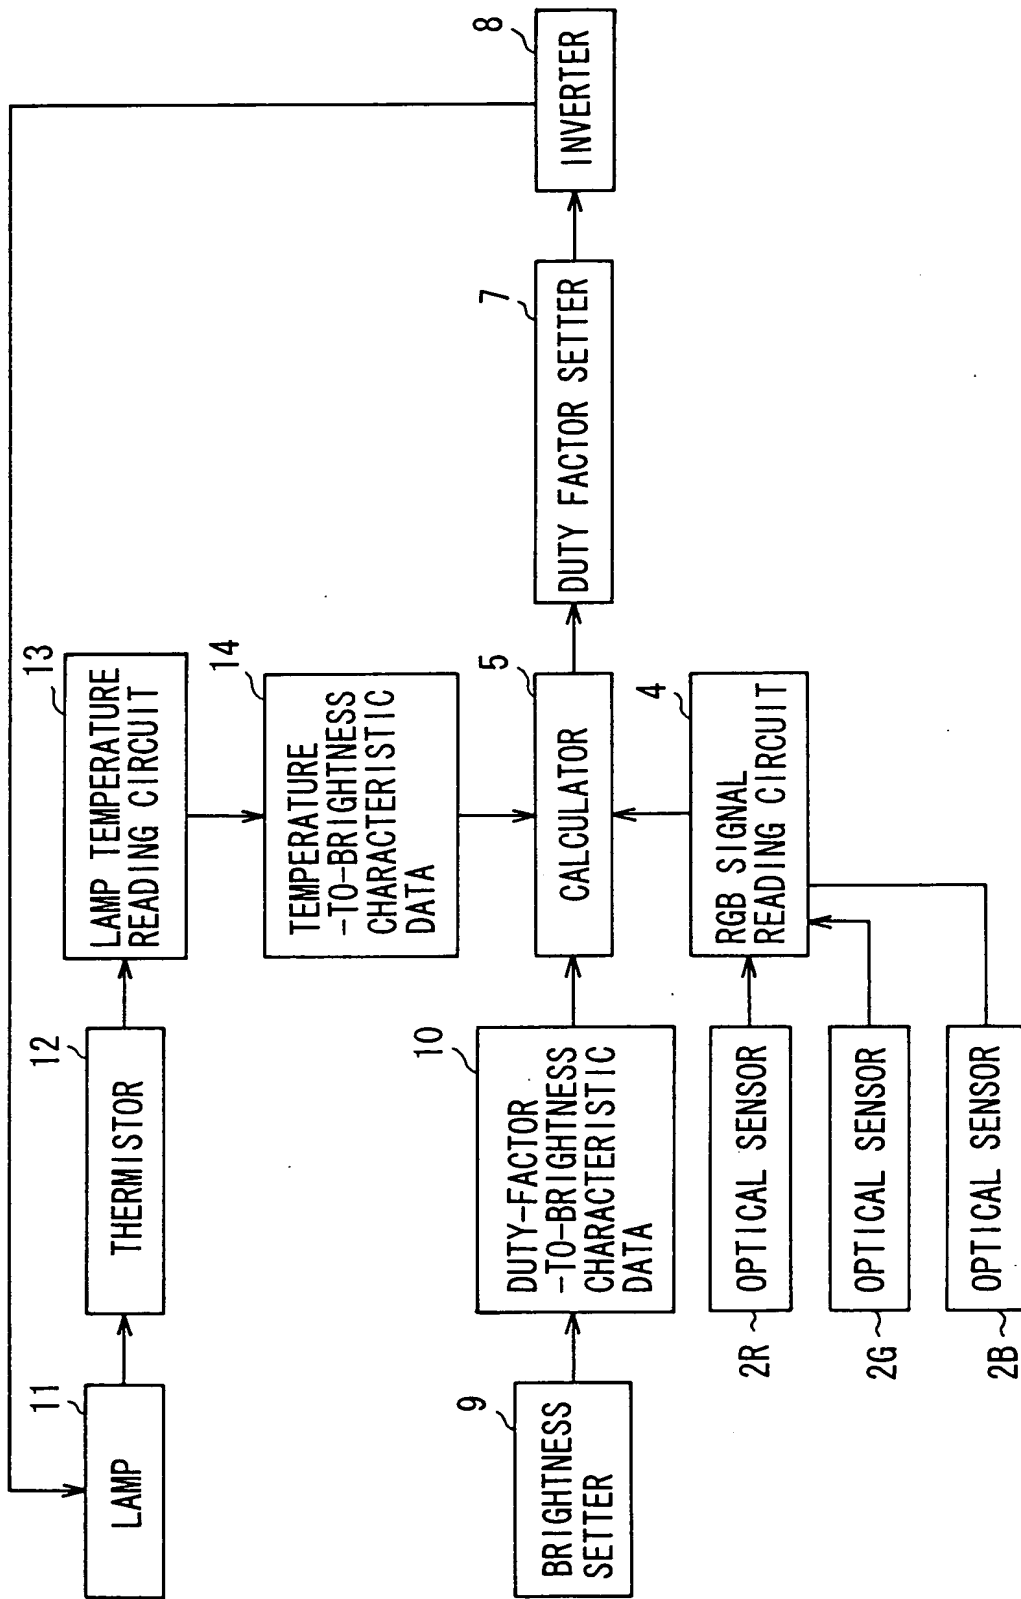 11
LAMP
12
THERMISTOR
13
LAMP TEMPERATURE
READING CIRCUIT
14
TEMPERATURE
-TO-BRIGHTNESS
CHARACTERISTIC
DATA
9
BRIGHTNESS
SETTER
10
DUTY-FACTOR
-TO-BRIGHTNESS
CHARACTERISTIC
DATA
5
CALCULATOR
7
DUTY FACTOR SETTER
8
INVERTER
4
RGB SIGNAL
READING CIRCUIT
2R
OPTICAL SENSOR
2G
OPTICAL SENSOR
2B
OPTICAL SENSOR